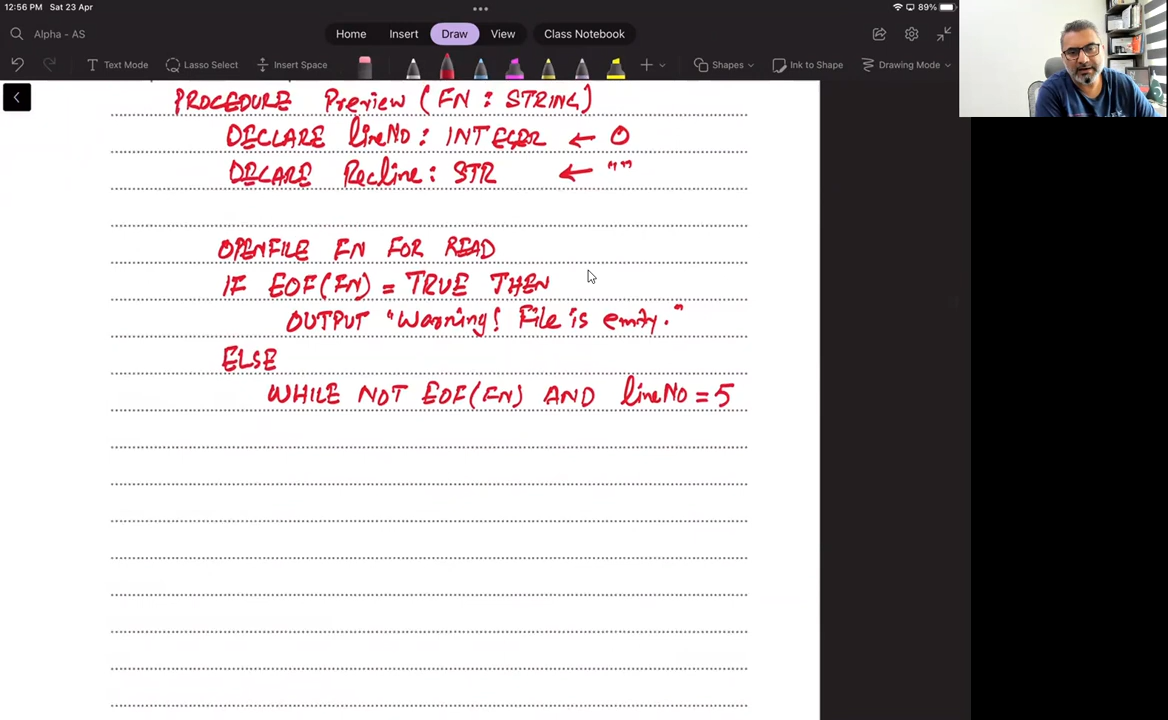 12:56 PM Sat 23 Apr
89%
Alpha - AS
Home Insert Draw View Class Notebook
Text Mode Lasso Select Insert Space Shapes Ink to Shape Drawing Mode
PROCEDURE Preview (FN : STRING)
DECLARE lineNo : INTEGER ← 0
DECARE Recline : STR ← ""
OPENFILE FN FOR READ
IF EOF(FN) = TRUE THEN
OUTPUT "Warning! File is emity."
ELSE
WHILE NOT EOF(FN) AND lineNo = 5